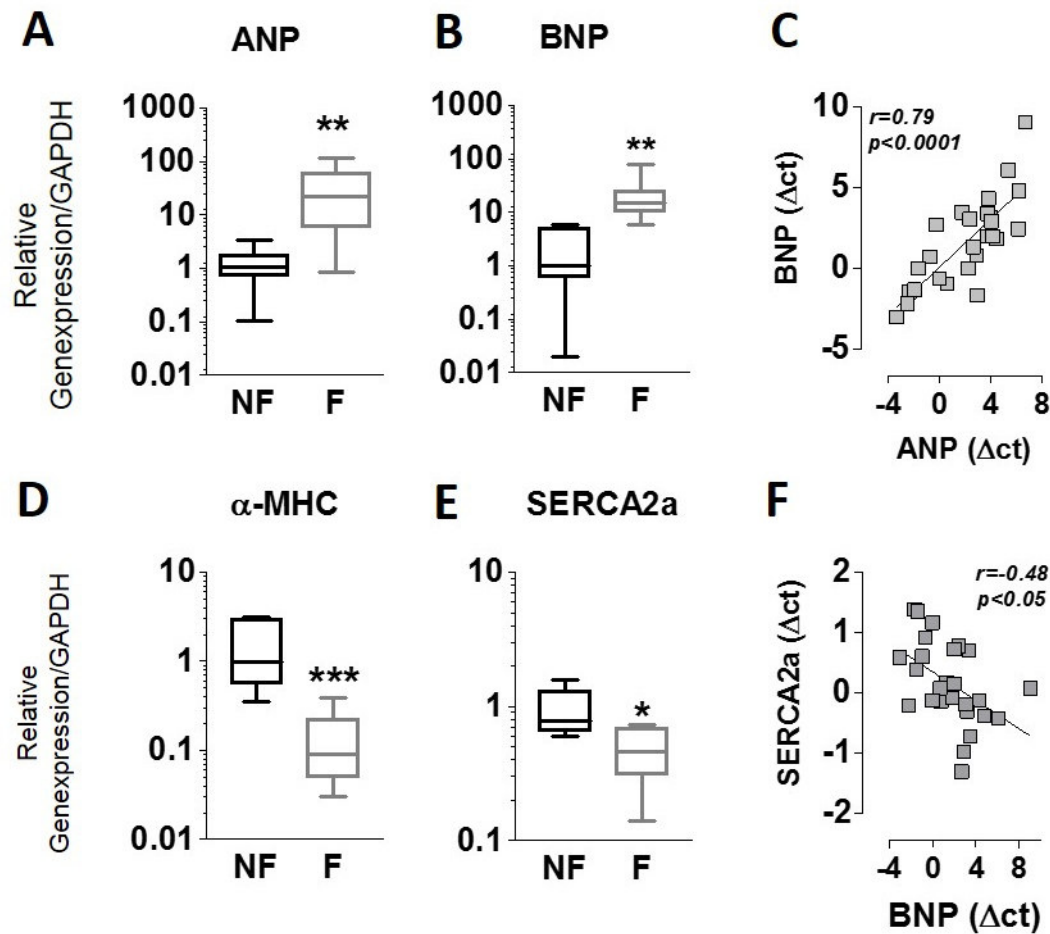 A
ANP
Relative
Genexpression/GAPDH
1000
100
10
1
0.1
0.01
**
NF
F
B
BNP
1000
100
10
1
0.1
0.01
**
NF
F
C
r=0.79
p<0.0001
BNP (Δct)
10
5
0
-5
-4 0 4 8
ANP (Δct)
D
α-MHC
Relative
Genexpression/GAPDH
10
1
0.1
0.01
***
NF
F
E
SERCA2a
10
1
0.1
*
NF
F
F
r=-0.48
p<0.05
SERCA2a (Δct)
2
1
0
-1
-2
-4 0 4 8
BNP (Δct)